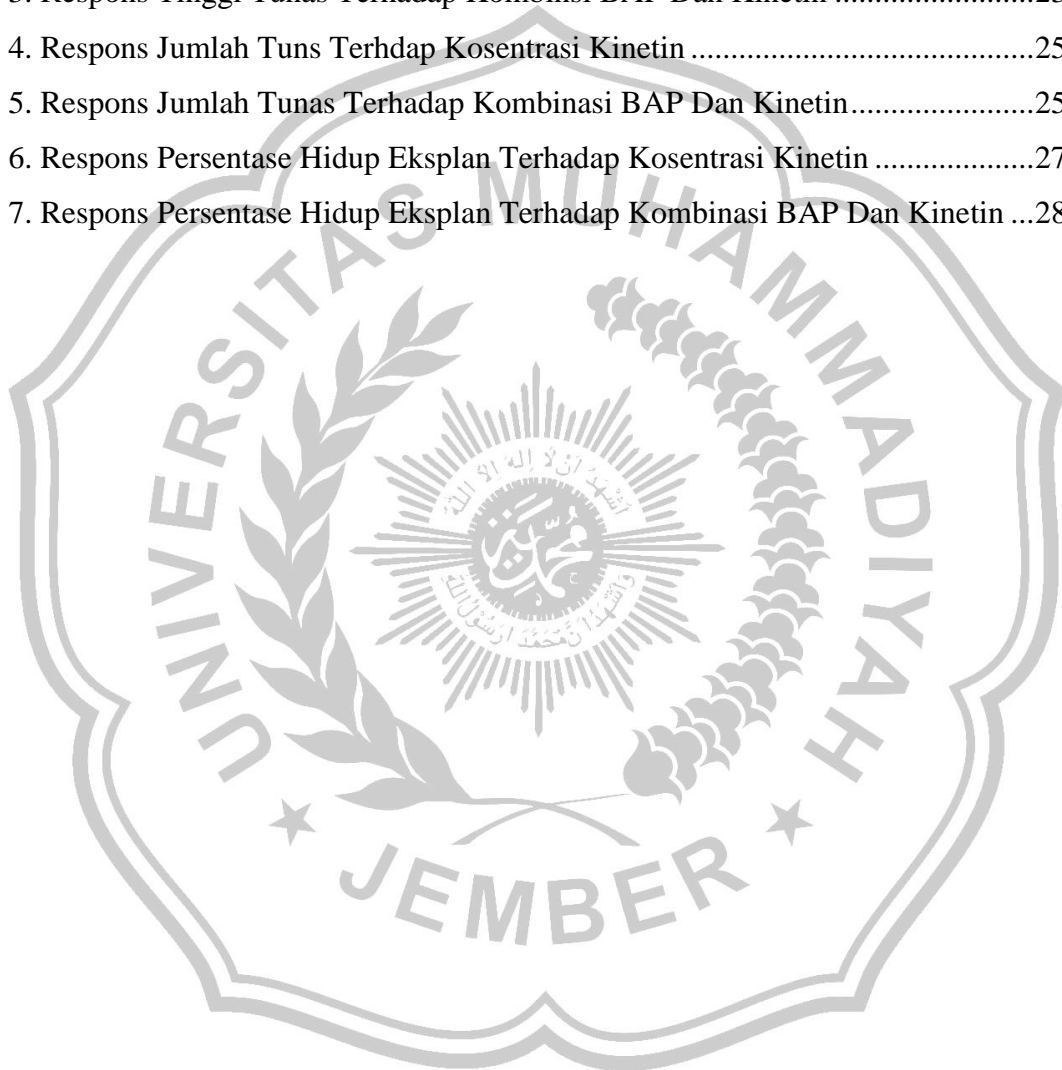 4. Respons Jumlah Tuns Terhdap Kosentrasi Kinetin ....................................25
5. Respons Jumlah Tunas Terhadap Kombinasi BAP Dan Kinetin...................25
6. Respons Persentase Hidup Eksplan Terhadap Kosentrasi Kinetin ...................27
7. Respons Persentase Hidup Eksplan Terhadap Kombinasi BAP Dan Kinetin ...28
UNIVERSITAS MUHAMMADIYAH
JEMBER